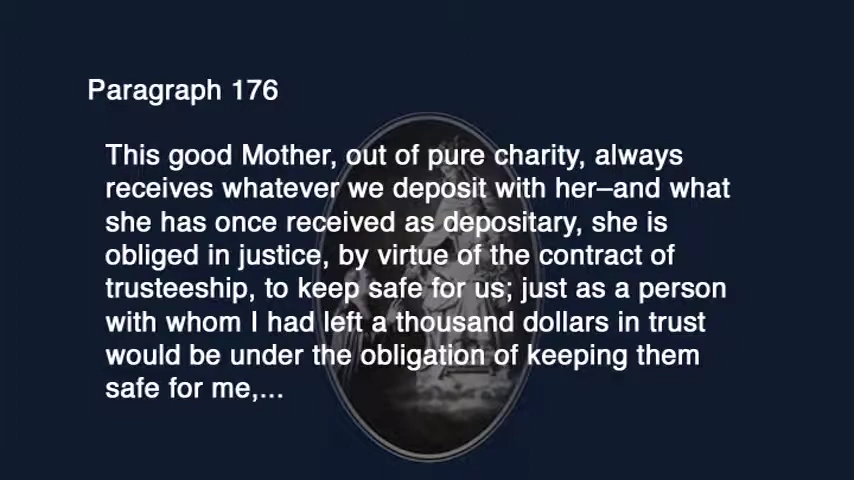 Paragraph 176
This good Mother, out of pure charity, always
receives whatever we deposit with her–and what
she has once received as depositary, she is
obliged in justice, by virtue of the contract of
trusteeship, to keep safe for us; just as a person
with whom I had left a thousand dollars in trust
would be under the obligation of keeping them
safe for me,...